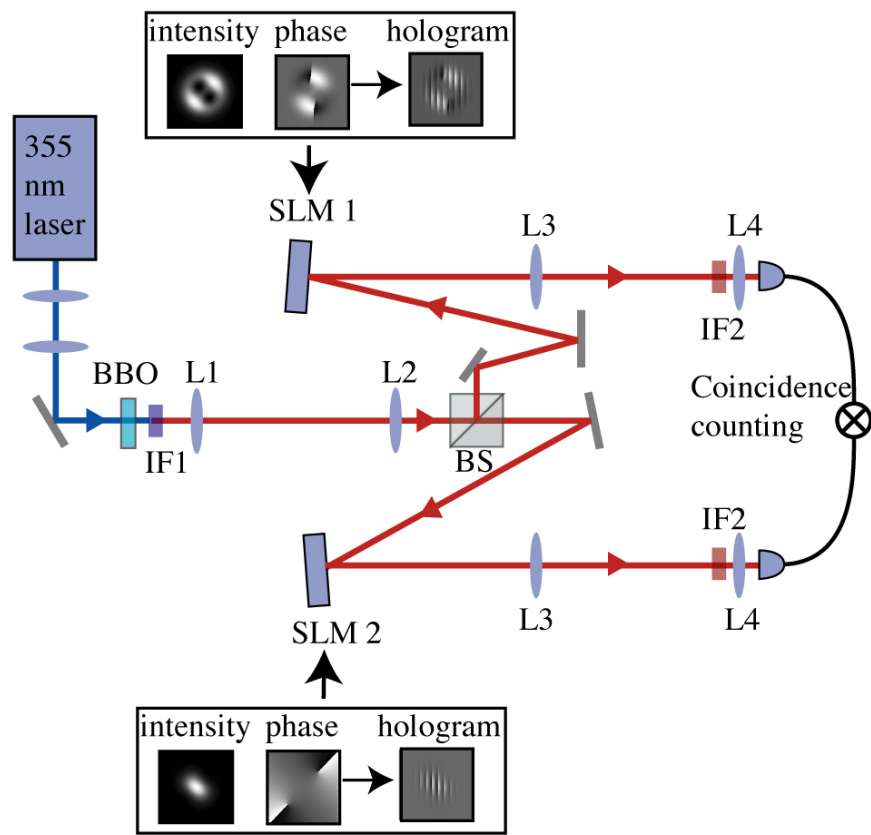 intensity phase hologram
355
nm
laser
SLM 1
L3
L4
IF2
BBO
L1
L2
IF1
BS
Coincidence
counting
IF2
L3
L4
SLM 2
intensity phase hologram